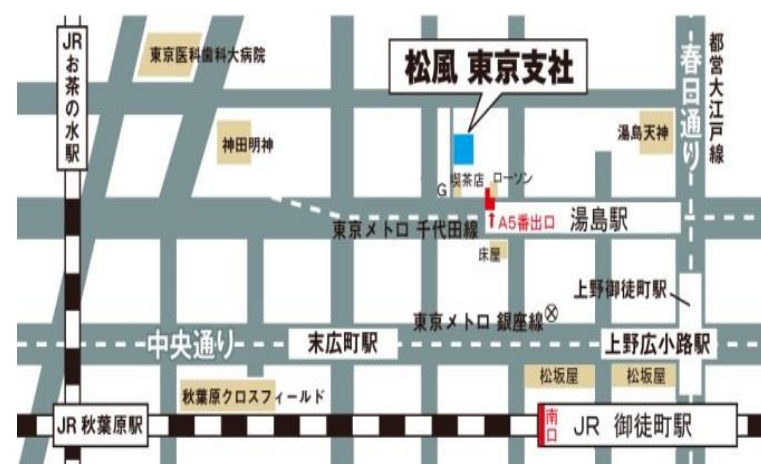 JRお茶の水駅
東京医科歯科大病院
松風 東京支社
春日通り
都営大江戸線
神田明神
湯島天神
G
喫茶店
ローソン
東京メトロ 千代田線
A5番出口
湯島駅
床屋
上野御徒町駅
東京メトロ 銀座線
中央通り
末広町駅
上野広小路駅
秋葉原クロスフィールド
松坂屋
松坂屋
JR 秋葉原駅
南口
JR 御徒町駅